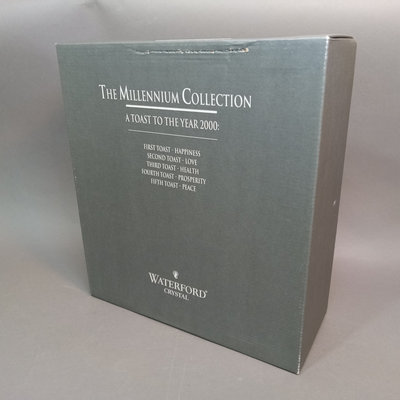 THE MILLENNIUM COLLECTION
A TOAST TO THE YEAR 2000:
FIRST TOAST - HAPPINESS
SECOND TOAST - LOVE
THIRD TOAST - HEALTH
FOURTH TOAST - PROSPERITY
FIFTH TOAST - PEACE
WATERFORD®
CRYSTAL